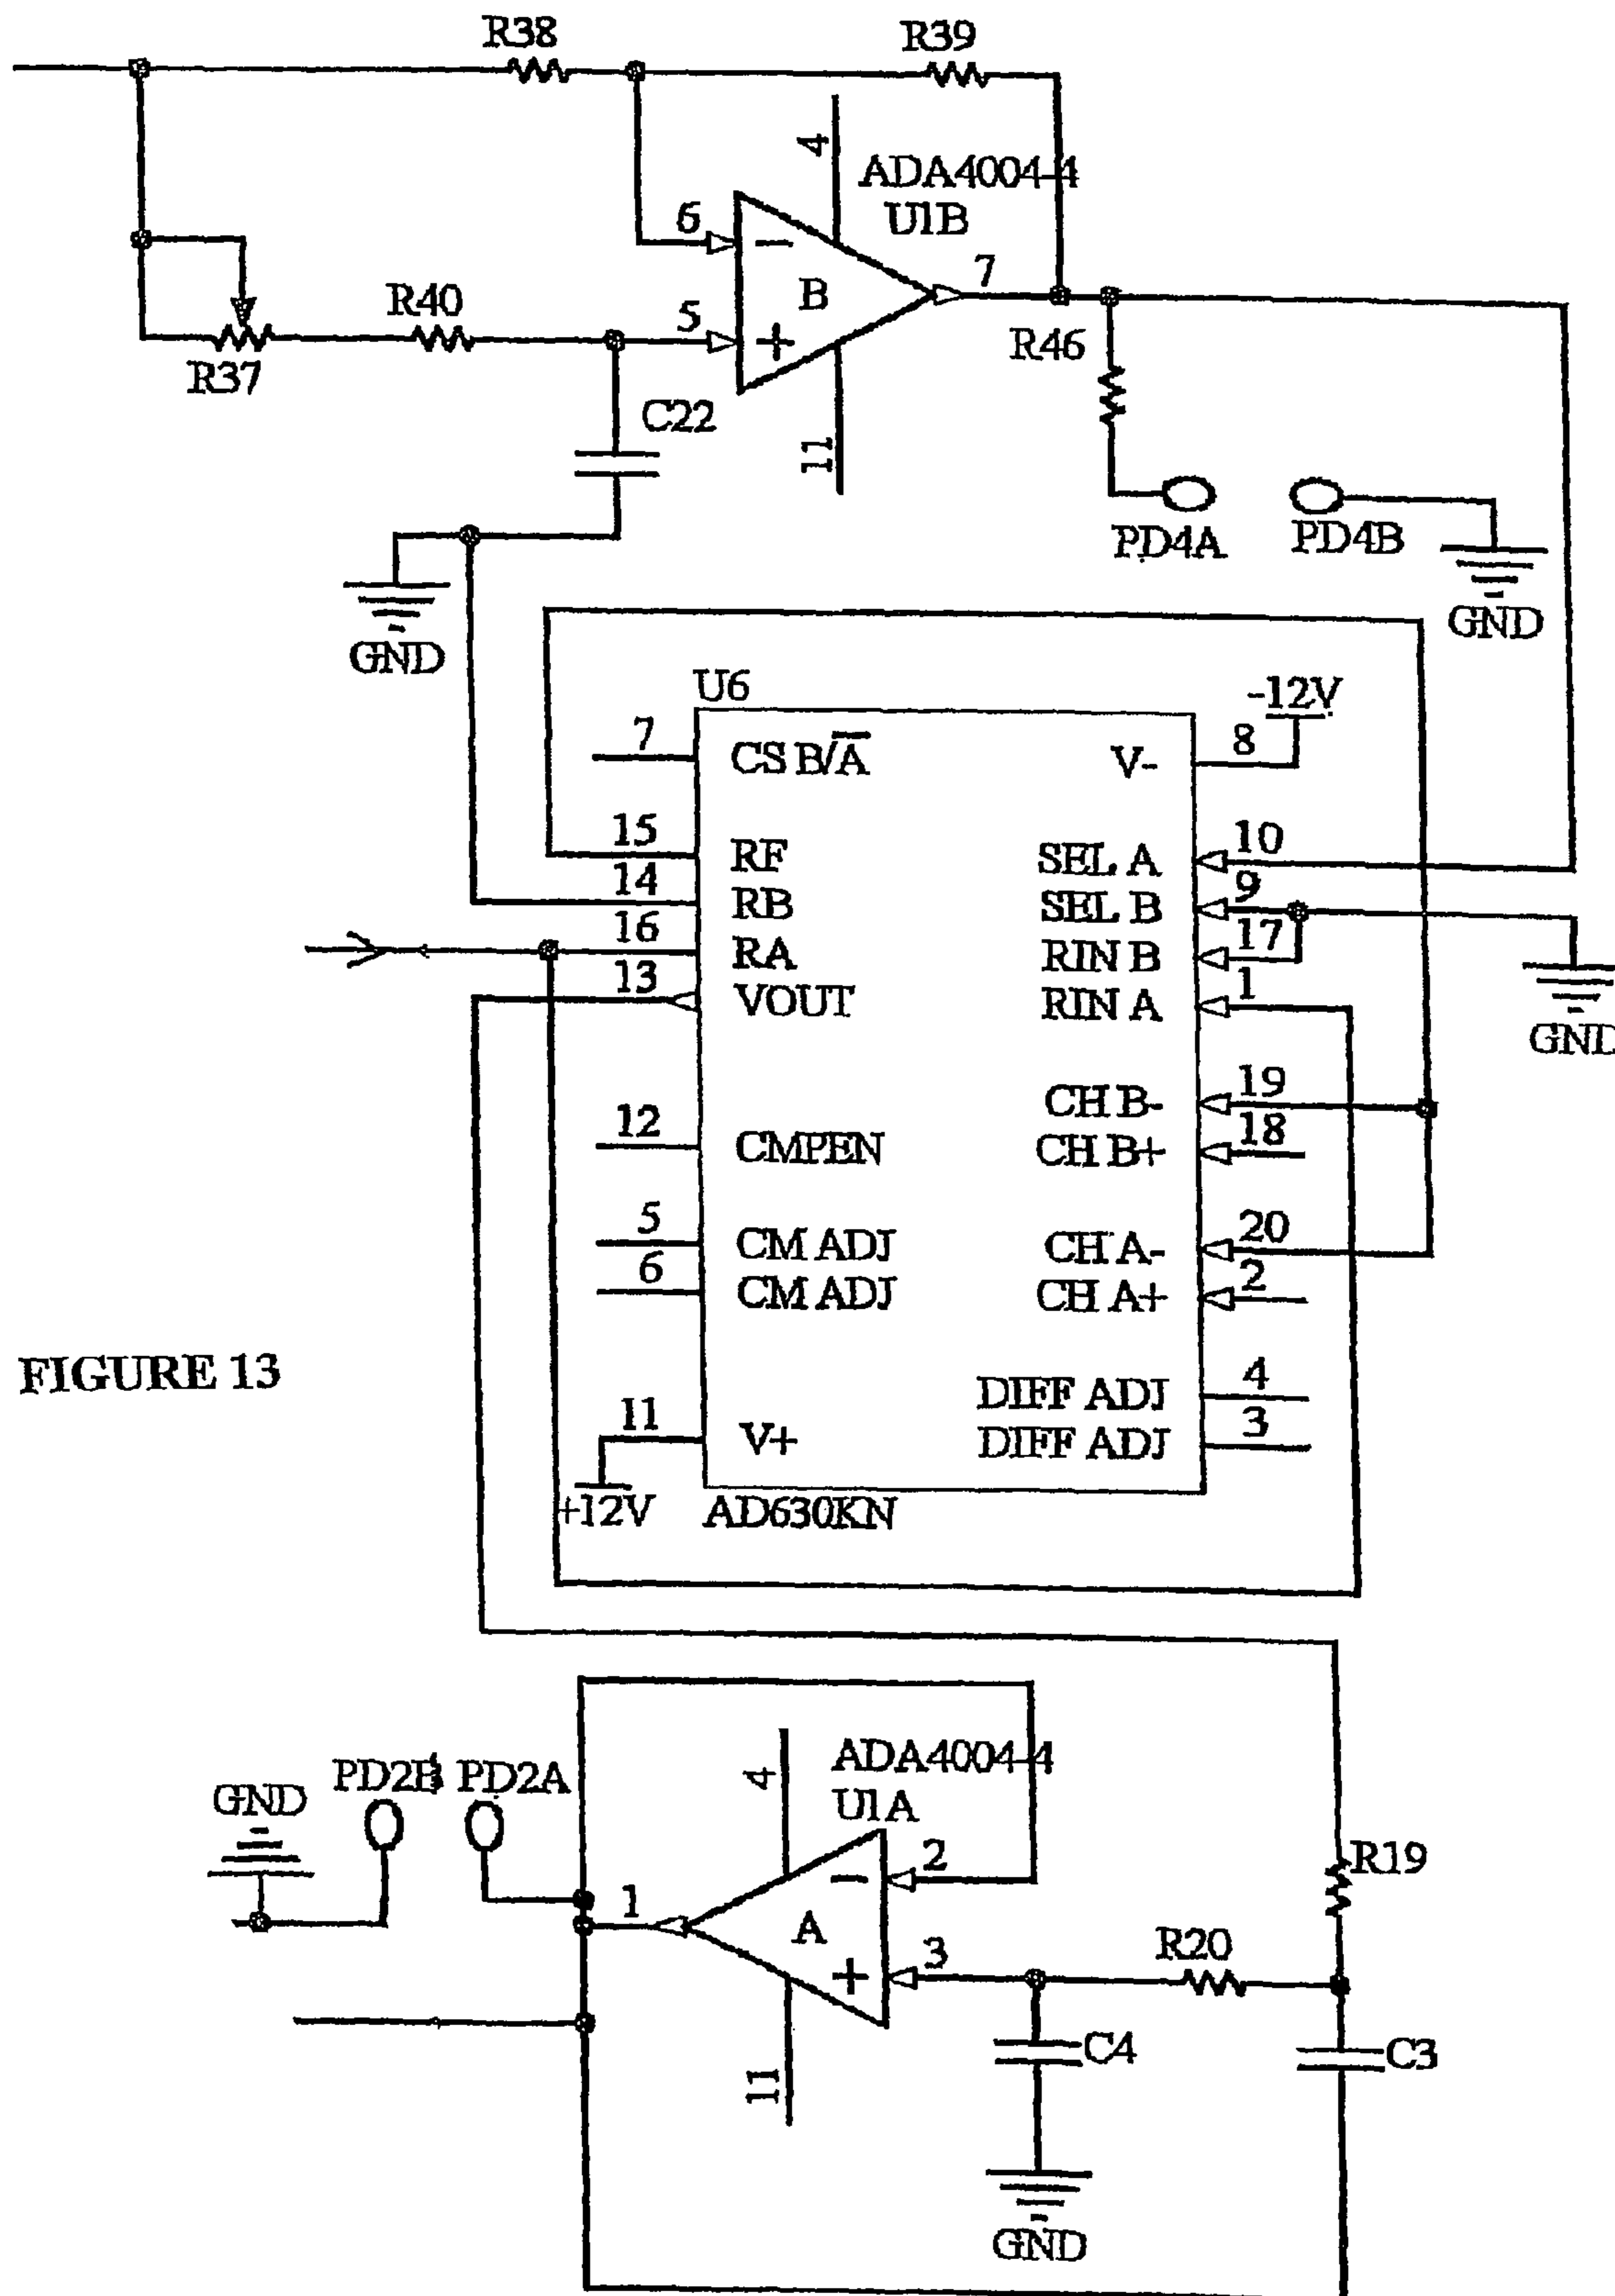 R38
R39
4
ADA4004-4
U1B
6
7
B
R40
5
R46
R37
C22
11
PD4A
PD4B
GND
GND
U6
-12V
7
CS B/A
V-
8
15
RF
SEL A
10
14
RB
SEL B
9
16
RA
RIN B
17
13
VOUT
RIN A
1
GND
CH B-
19
12
CMPEN
CH B+
18
5
CM ADJ
CH A-
20
6
CM ADJ
CH A+
2
FIGURE 13
DIFF ADJ
4
11
V+
DIFF ADJ
3
+12V
AD630KN
4
ADA4004-4
U1A
GND
PD2B
PD2A
2
R19
1
A
3
R20
C4
C3
11
GND